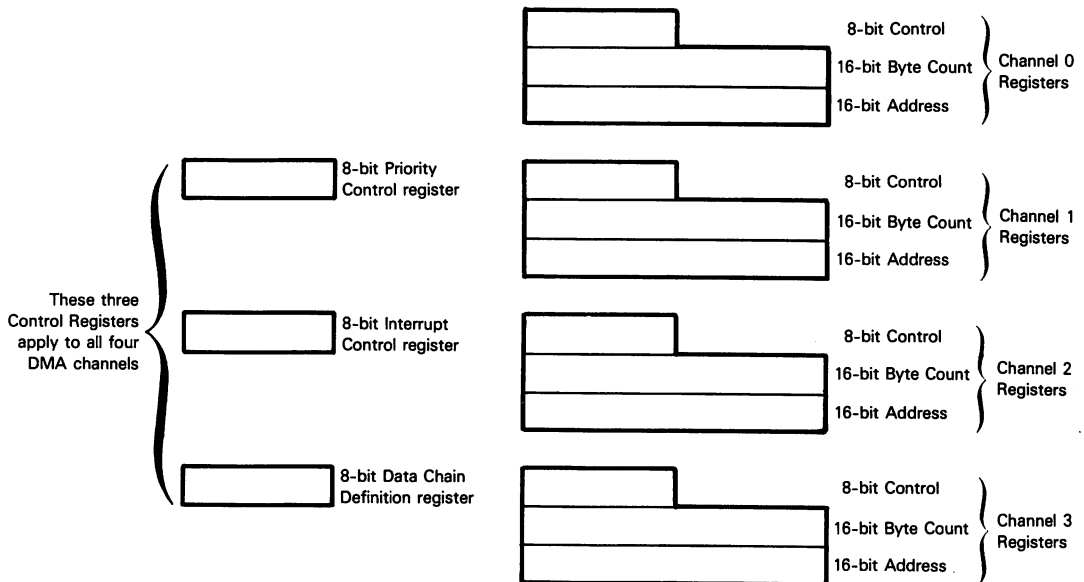 8-bit Control
16-bit Byte Count
16-bit Address
Channel 0
Registers
8-bit Priority
Control register
8-bit Control
16-bit Byte Count
16-bit Address
Channel 1
Registers
These three
Control Registers
apply to all four
DMA channels
8-bit Interrupt
Control register
8-bit Control
16-bit Byte Count
16-bit Address
Channel 2
Registers
8-bit Data Chain
Definition register
8-bit Control
16-bit Byte Count
16-bit Address
Channel 3
Registers